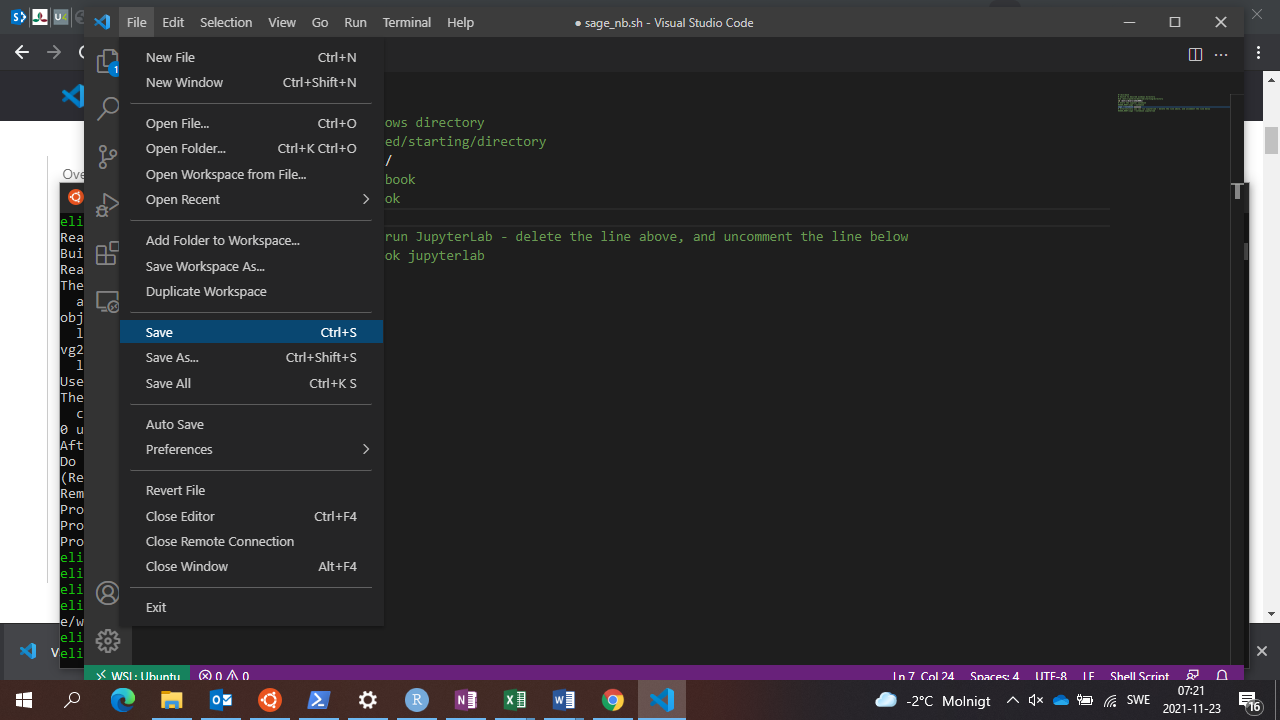 File Edit Selection View Go Run Terminal Help
● sage_nb.sh - Visual Studio Code
New File Ctrl+N
New Window Ctrl+Shift+N
Open File... Ctrl+O
Open Folder... Ctrl+K Ctrl+O
Open Workspace from File...
Open Recent
Add Folder to Workspace...
Save Workspace As...
Duplicate Workspace
Save Ctrl+S
Save As... Ctrl+Shift+S
Save All Ctrl+K S
Auto Save
Preferences
Revert File
Close Editor Ctrl+F4
Close Remote Connection
Close Window Alt+F4
Exit
1
ows directory
ed/starting/directory
/
book
ok
run JupyterLab - delete the line above, and uncomment the line below
ok jupyterlab
Ove
eli
Rea
Bui
Rea
The
a
obj
l
vg2
l
Use
The
c
0 u
Aft
Do
(Re
Rem
Pro
Pro
Pro
eli
eli
eli
eli
e/w
eli
eli
V
WSL: Ubuntu
0 0
Ln 7, Col 24 Spaces: 4 UTF-8 LF Shell Script
-2°C Molnigt
SWE
07:21
2021-11-23
16